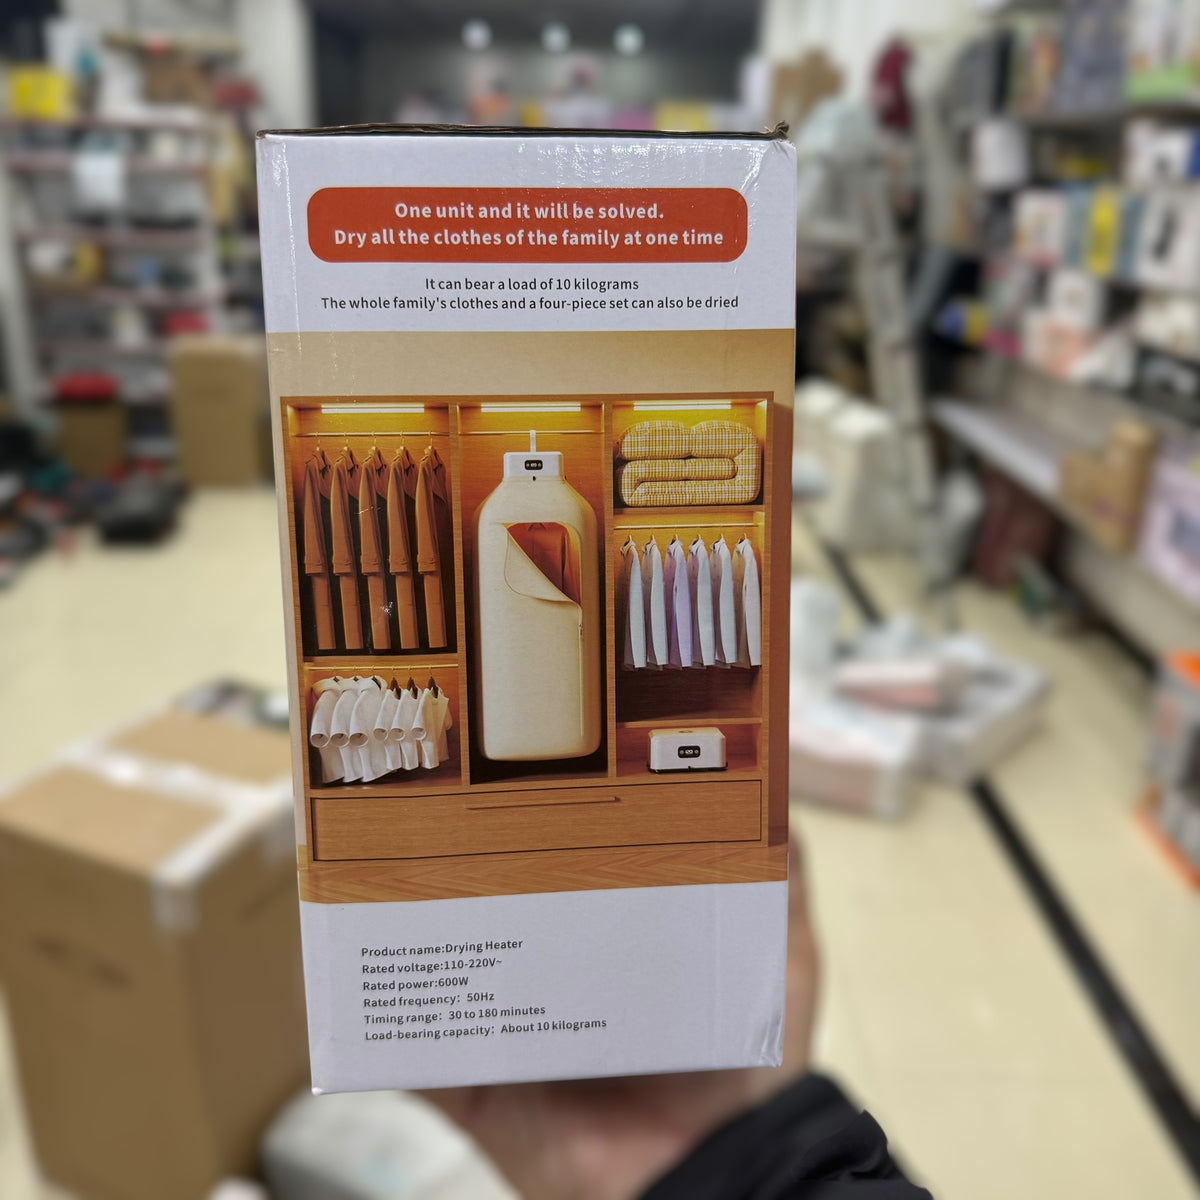 One unit and it will be solved.
Dry all the clothes of the family at one time
It can bear a load of 10 kilograms
The whole family's clothes and a four-piece set can also be dried
Product name:Drying Heater
Rated voltage:110-220V~
Rated power:600W
Rated frequency: 50Hz
Timing range: 30 to 180 minutes
Load-bearing capacity: About 10 kilograms